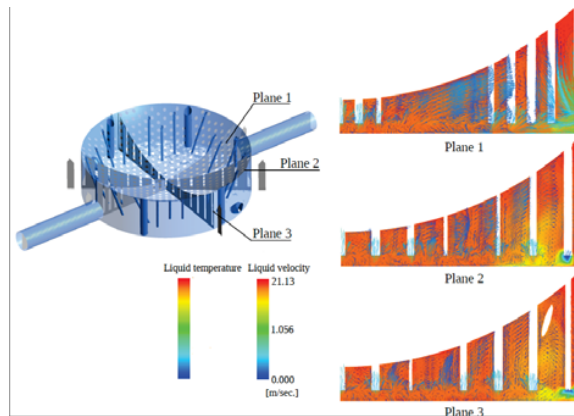 Plane 1
Plane 2
Plane 3
Liquid temperature
Liquid velocity
21.13
1.056
0.000
[m/sec.]
Plane 1
Plane 2
Plane 3